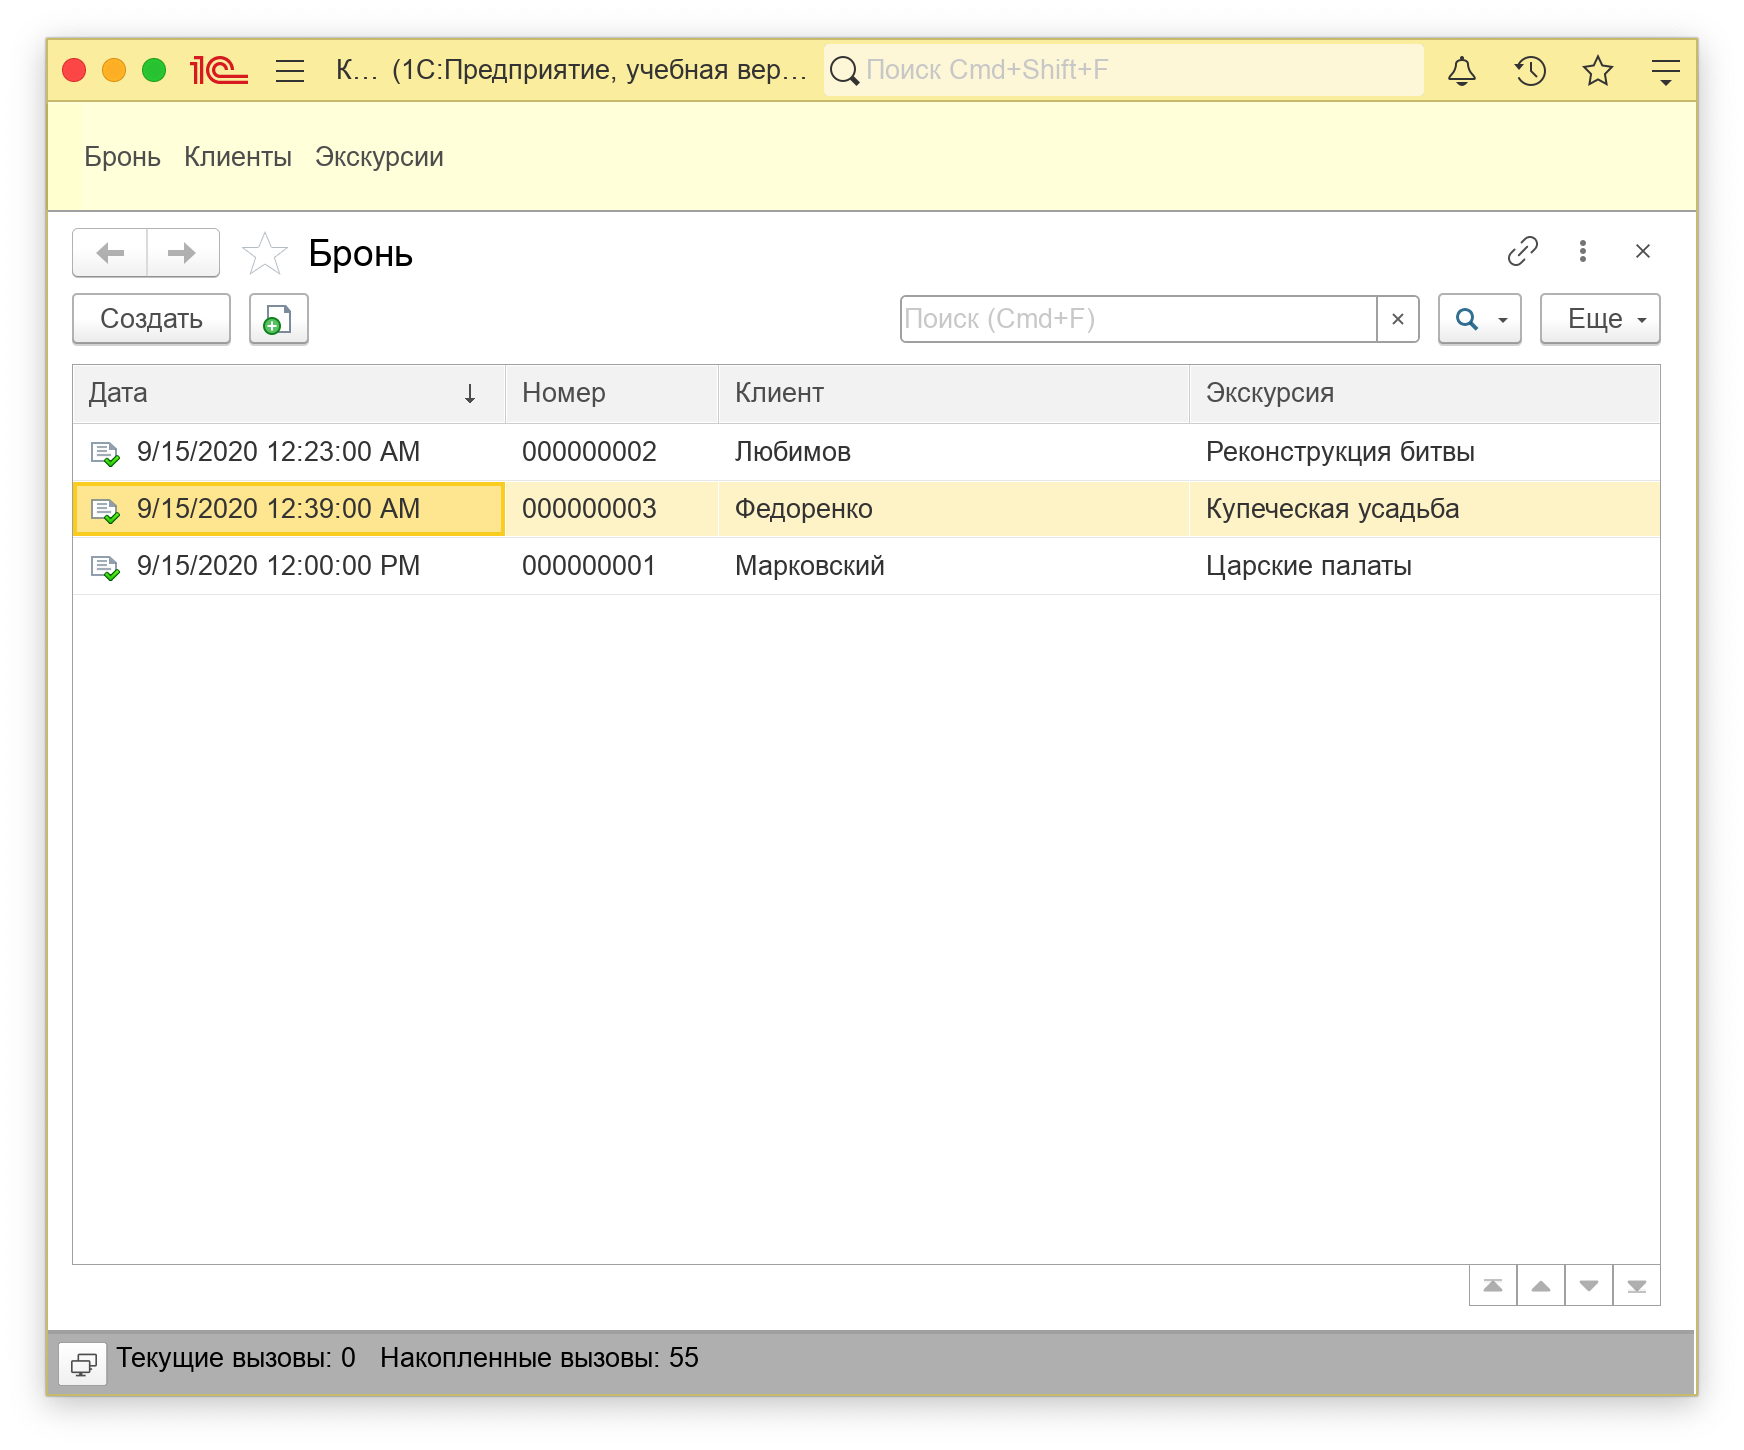 1С К... (1С:Предприятие, учебная вер... Поиск Cmd+Shift+F
Бронь Клиенты Экскурсии
Бронь
Создать Поиск (Cmd+F) × Еще
Дата ↓ Номер Клиент Экскурсия
9/15/2020 12:23:00 AM 000000002 Любимов Реконструкция битвы
9/15/2020 12:39:00 AM 000000003 Федоренко Купеческая усадьба
9/15/2020 12:00:00 PM 000000001 Марковский Царские палаты
Текущие вызовы: 0 Накопленные вызовы: 55